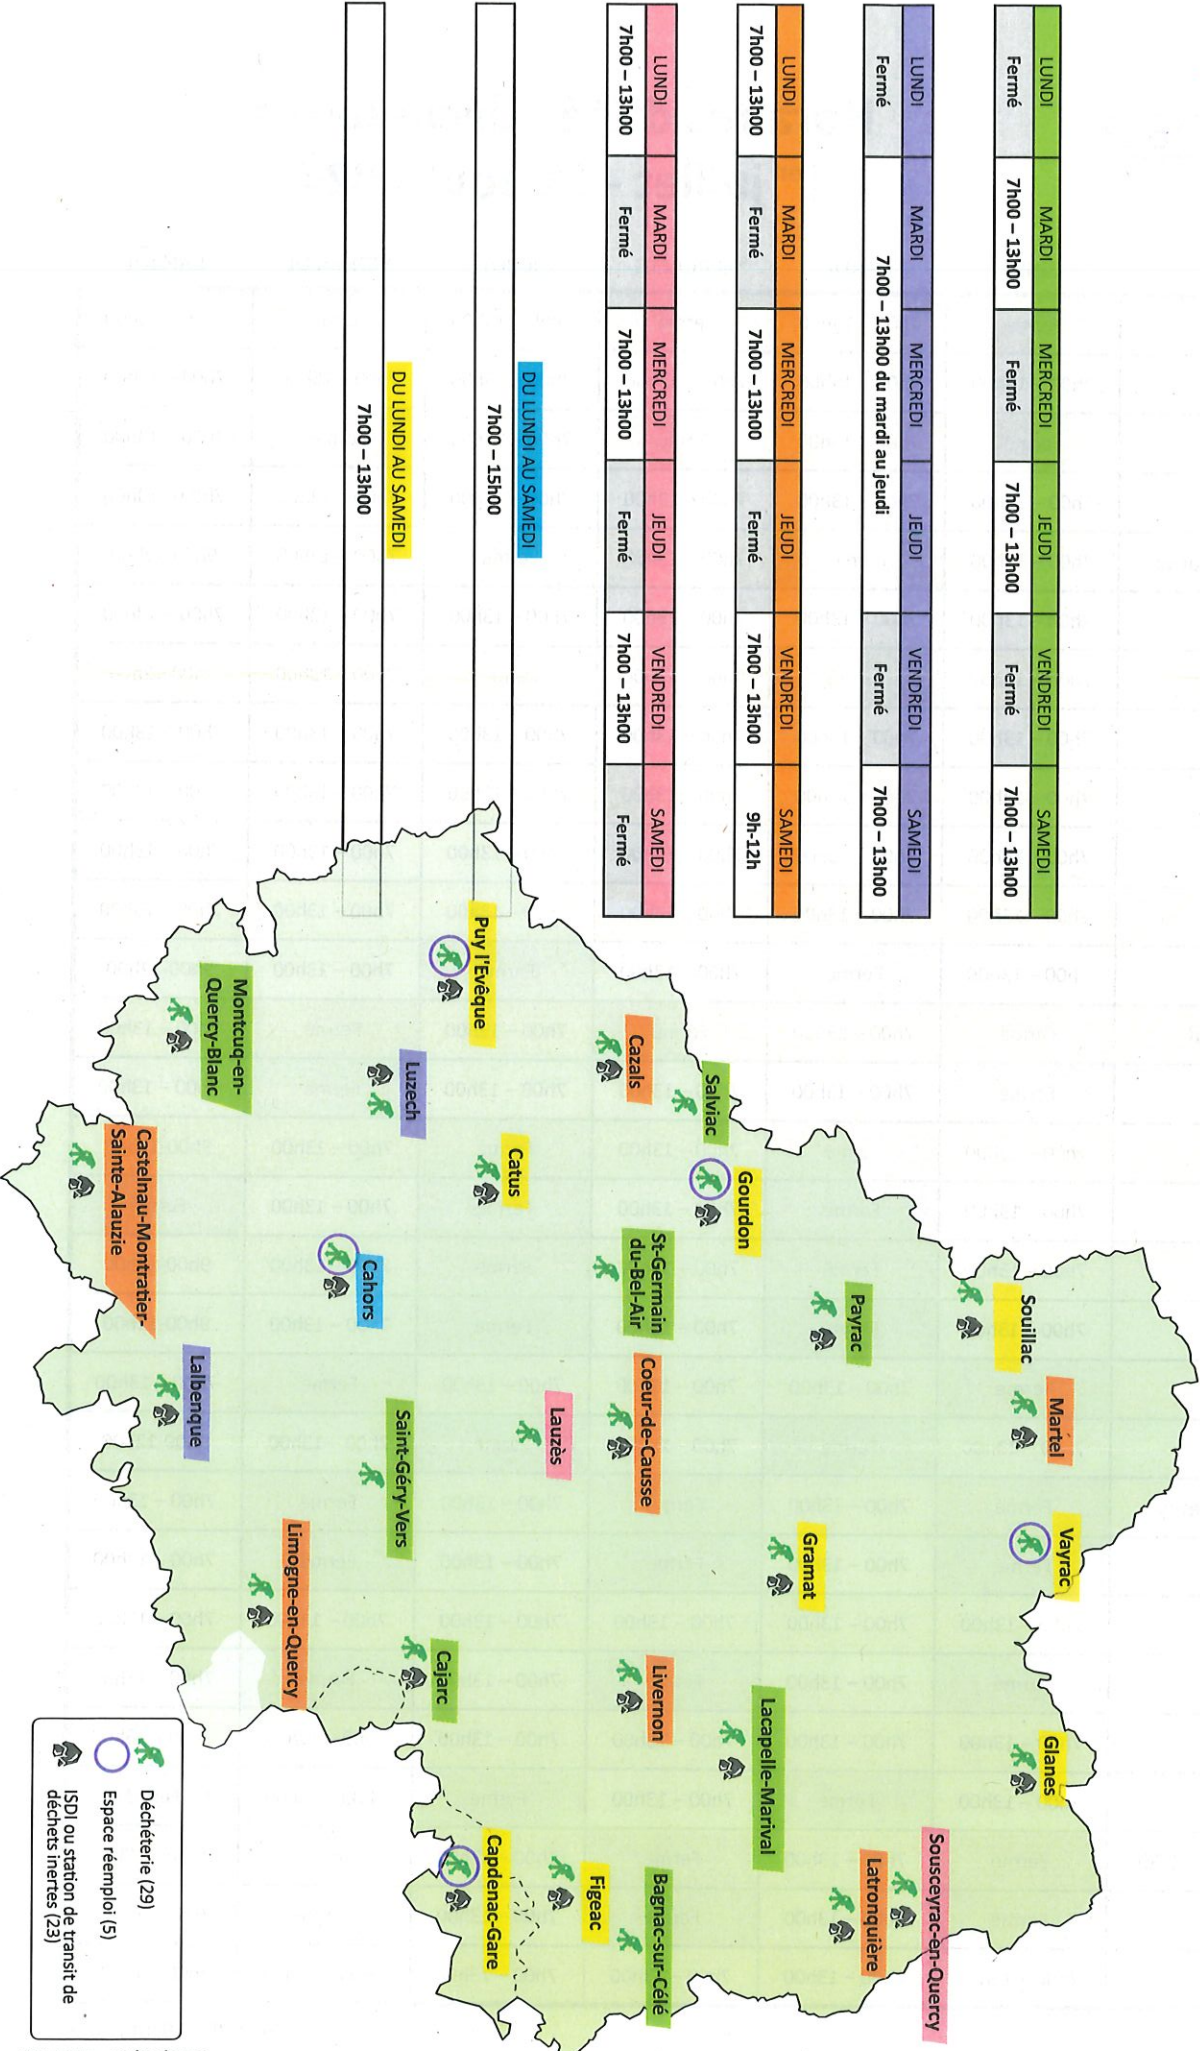 LUNDI MARDI MERCREDI JEUDI VENDREDI SAMEDI
Fermé 7h00 – 13h00 Fermé 7h00 – 13h00 Fermé 7h00 – 13h00
LUNDI MARDI MERCREDI JEUDI VENDREDI SAMEDI
Fermé 7h00 – 13h00 du mardi au jeudi Fermé 7h00 – 13h00
LUNDI MARDI MERCREDI JEUDI VENDREDI SAMEDI
7h00 – 13h00 Fermé 7h00 – 13h00 Fermé 7h00 – 13h00 9h-12h
LUNDI MARDI MERCREDI JEUDI VENDREDI SAMEDI
7h00 – 13h00 Fermé 7h00 – 13h00 Fermé 7h00 – 13h00 Fermé
DU LUNDI AU SAMEDI
7h00 – 15h00
DU LUNDI AU SAMEDI
7h00 – 13h00
Souillac
Martel
Vayrac
Glanes
Sousceyrac-en-Quercy
Latronquière
Payrac
Gramat
Lacapelle-Marival
Gourdon
Salviac
Cazals
St-Germain
du-Bel-Air
Coeur-de-Causse
Livernon
Bagnac-sur-Célé
Figeac
Lauzès
Catus
Puy l'Evêque
Capdenac-Gare
Cajarc
Luzech
Saint-Géry-Vers
Cahors
Limogne-en-Quercy
Montcuq-en-
Quercy-Blanc
Lalbenque
Castelnau-Montratier-
Sainte-Alauzie
Déchéterie (29)
Espace réemploi (5)
ISDI ou station de transit de
déchets inertes (23)